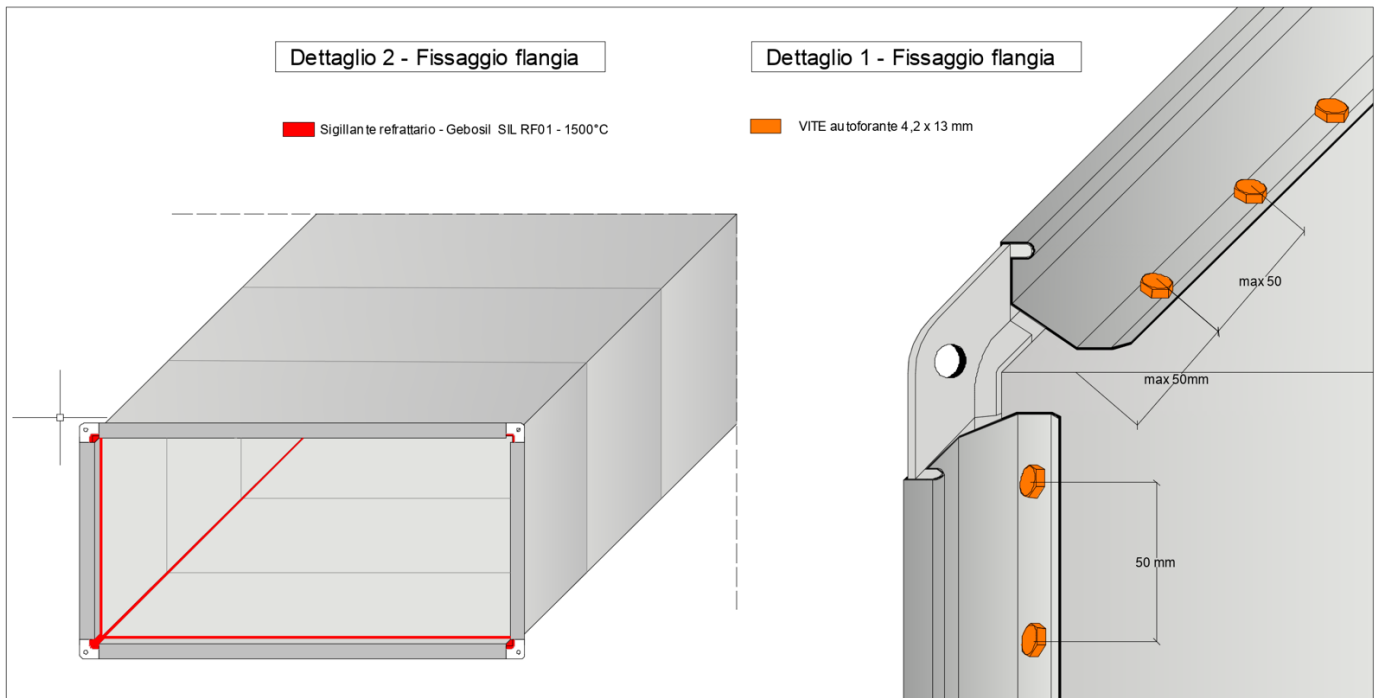 Dettaglio 2 - Fissaggio flangia
Sigillante refrattario - Gebosil SIL RF01 - 1500°C
Dettaglio 1 - Fissaggio flangia
VITE autoforante 4,2 x 13 mm
max 50
max 50mm
50 mm